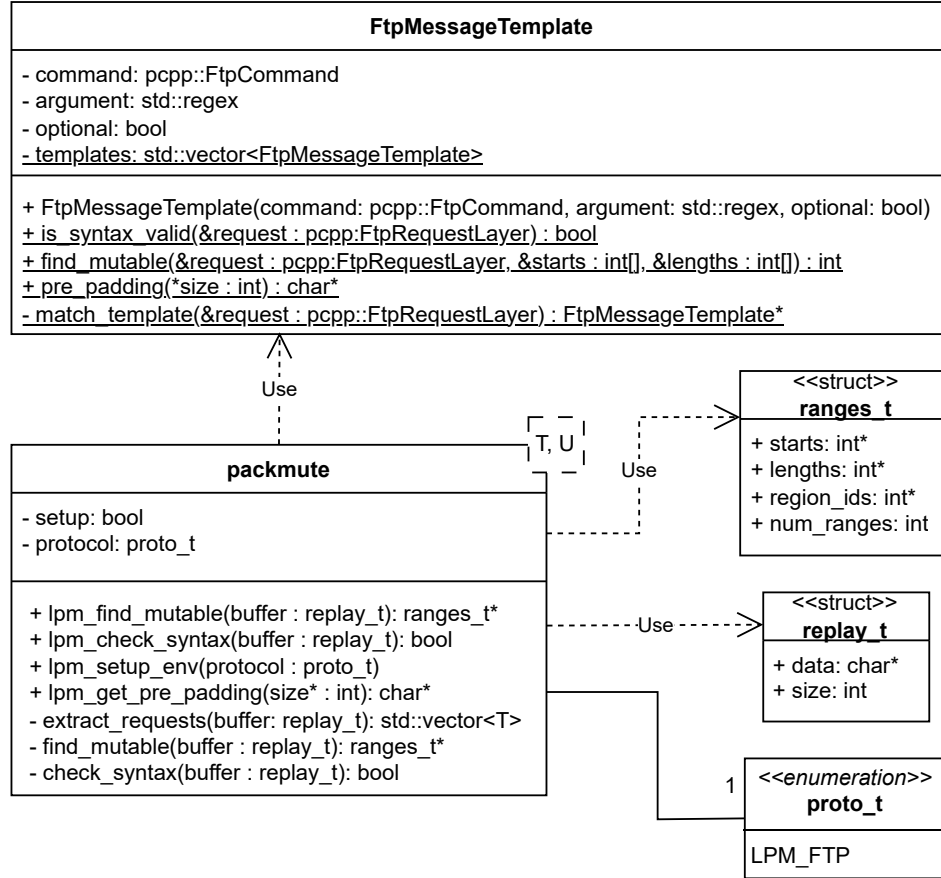 FtpMessageTemplate
- command: pcpp::FtpCommand
- argument: std::regex
- optional: bool
- templates: std::vector<FtpMessageTemplate>
+ FtpMessageTemplate(command: pcpp::FtpCommand, argument: std::regex, optional: bool)
+ is_syntax_valid(&request : pcpp:FtpRequestLayer) : bool
+ find_mutable(&request : pcpp:FtpRequestLayer, &starts : int[], &lengths : int[]) : int
+ pre_padding(*size : int) : char*
- match_template(&request : pcpp::FtpRequestLayer) : FtpMessageTemplate*
Use
T, U
packmute
- setup: bool
- protocol: proto_t
+ lpm_find_mutable(buffer : replay_t): ranges_t*
+ lpm_check_syntax(buffer : replay_t): bool
+ lpm_setup_env(protocol : proto_t)
+ lpm_get_pre_padding(size* : int): char*
- extract_requests(buffer: replay_t): std::vector<T>
- find_mutable(buffer : replay_t): ranges_t*
- check_syntax(buffer : replay_t): bool
Use
<<struct>>
ranges_t
+ starts: int*
+ lengths: int*
+ region_ids: int*
+ num_ranges: int
Use
<<struct>>
replay_t
+ data: char*
+ size: int
1
<<enumeration>>
proto_t
LPM_FTP